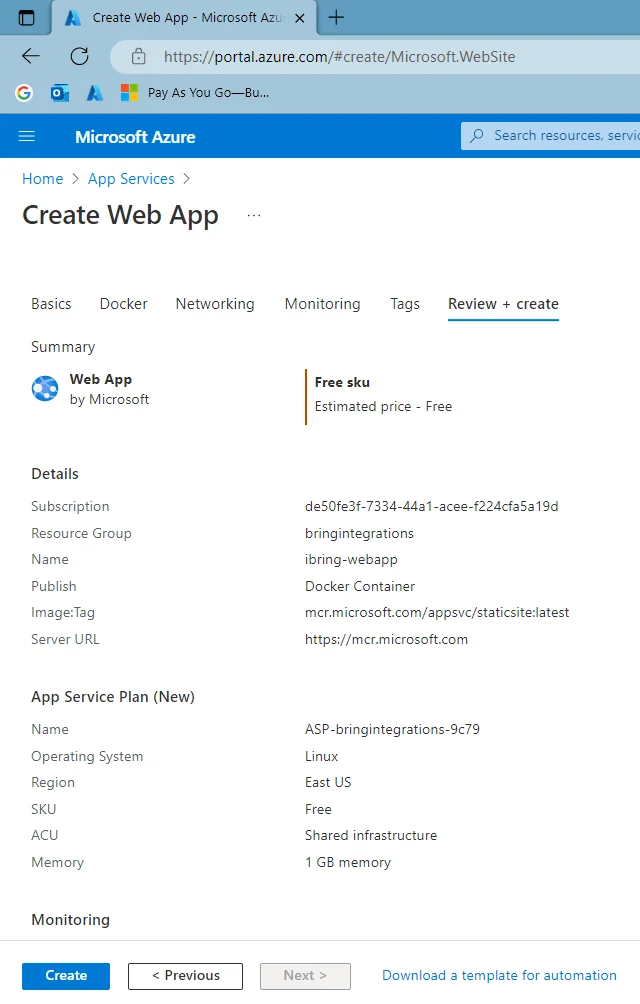 Create Web App - Microsoft Azu
https://portal.azure.com/#create/Microsoft.WebSite
Pay As You Go—Bu...
Microsoft Azure
Search resources, servic
Home > App Services >
Create Web App ...
Basics Docker Networking Monitoring Tags Review + create
Summary
Web App
by Microsoft
Free sku
Estimated price - Free
Details
Subscription de50fe3f-7334-44a1-acee-f224cfa5a19d
Resource Group bringintegrations
Name ibring-webapp
Publish Docker Container
Image:Tag mcr.microsoft.com/appsvc/staticsite:latest
Server URL https://mcr.microsoft.com
App Service Plan (New)
Name ASP-bringintegrations-9c79
Operating System Linux
Region East US
SKU Free
ACU Shared infrastructure
Memory 1 GB memory
Monitoring
Create < Previous Next > Download a template for automation